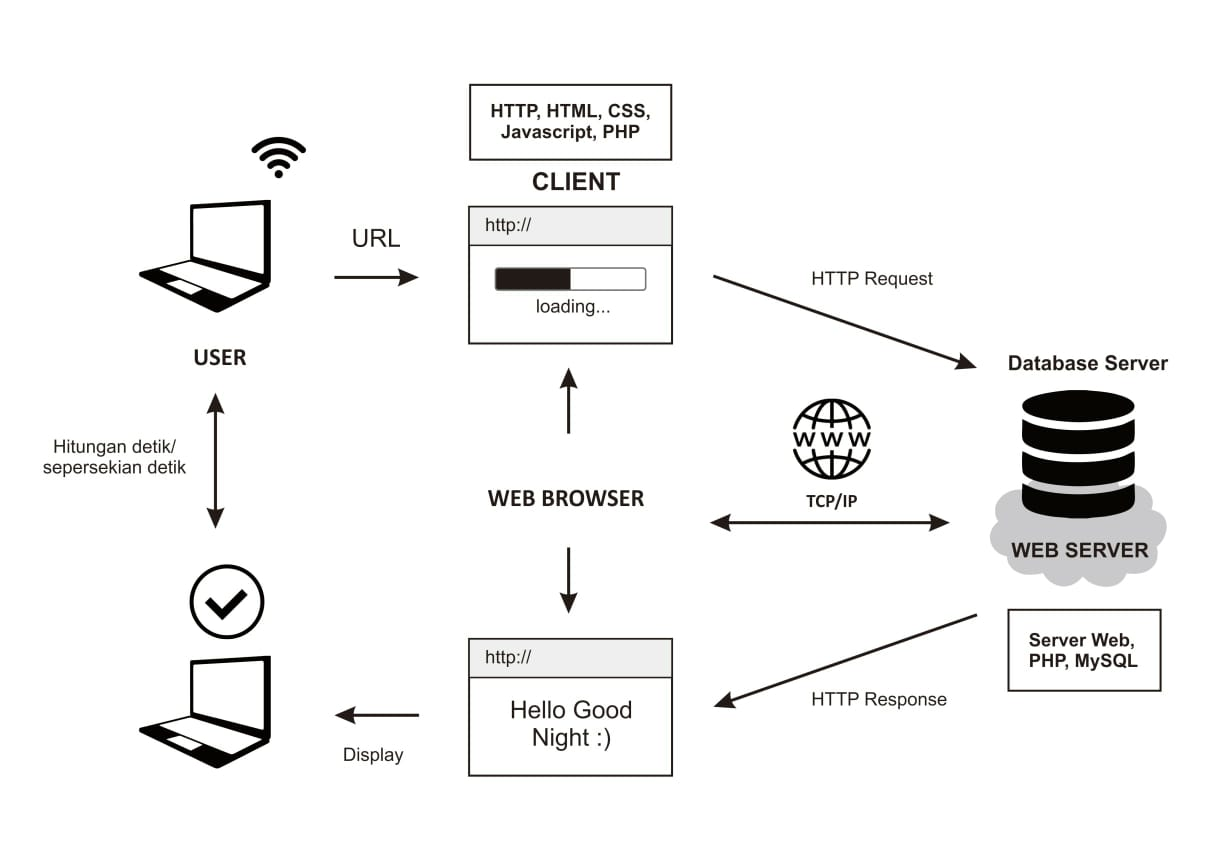 HTTP, HTML, CSS,
Javascript, PHP
CLIENT
http://
loading...
URL
HTTP Request
USER
Database Server
Hitungan detik/
sepersekian detik
WWW
WEB BROWSER
TCP/IP
WEB SERVER
http://
Hello Good
Night :)
Server Web,
PHP, MySQL
HTTP Response
Display